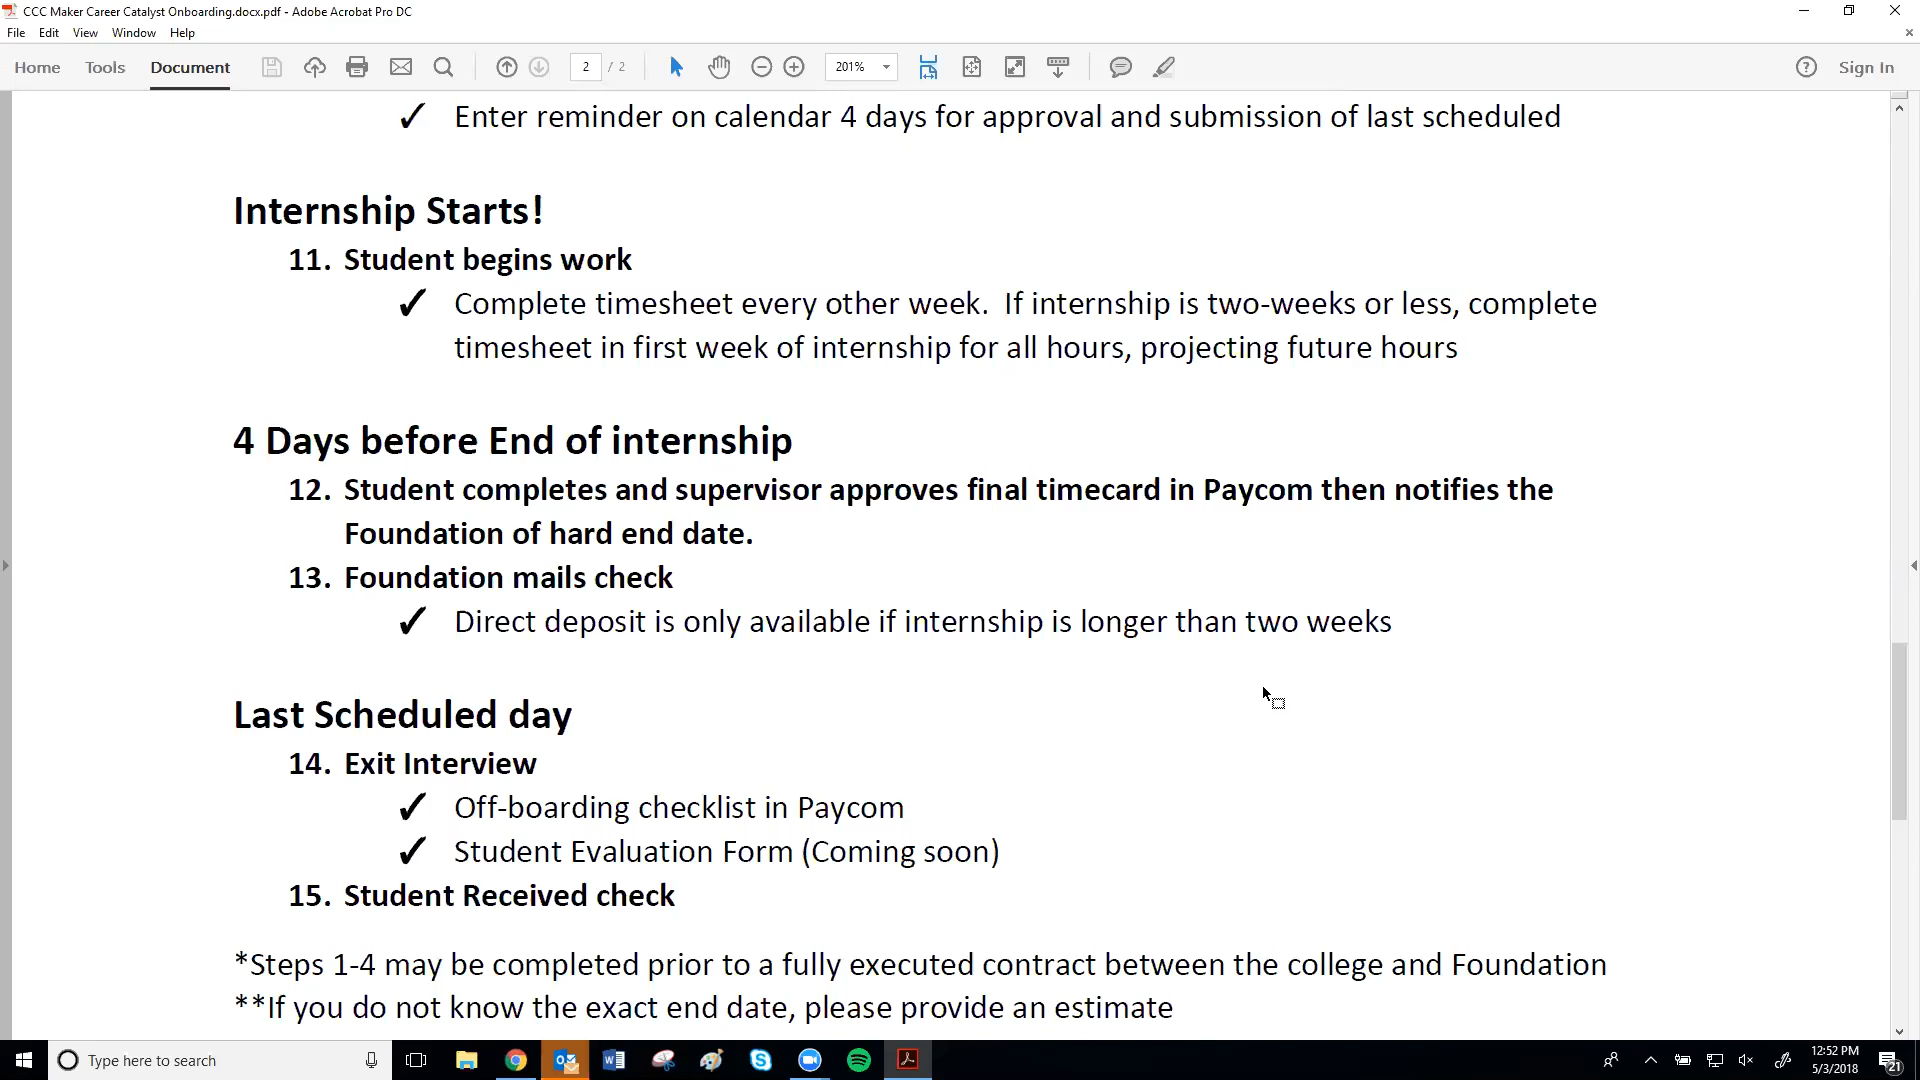 CCC Maker Career Catalyst Onboarding.docx.pdf - Adobe Acrobat Pro DC
File Edit View Window Help
Home Tools Document 2 / 2 201% Sign In
✓ Enter reminder on calendar 4 days for approval and submission of last scheduled
Internship Starts!
11. Student begins work
✓ Complete timesheet every other week. If internship is two-weeks or less, complete
timesheet in first week of internship for all hours, projecting future hours
4 Days before End of internship
12. Student completes and supervisor approves final timecard in Paycom then notifies the
Foundation of hard end date.
13. Foundation mails check
✓ Direct deposit is only available if internship is longer than two weeks
Last Scheduled day
14. Exit Interview
✓ Off-boarding checklist in Paycom
✓ Student Evaluation Form (Coming soon)
15. Student Received check
*Steps 1-4 may be completed prior to a fully executed contract between the college and Foundation
**If you do not know the exact end date, please provide an estimate
Type here to search
12:52 PM
5/3/2018
21